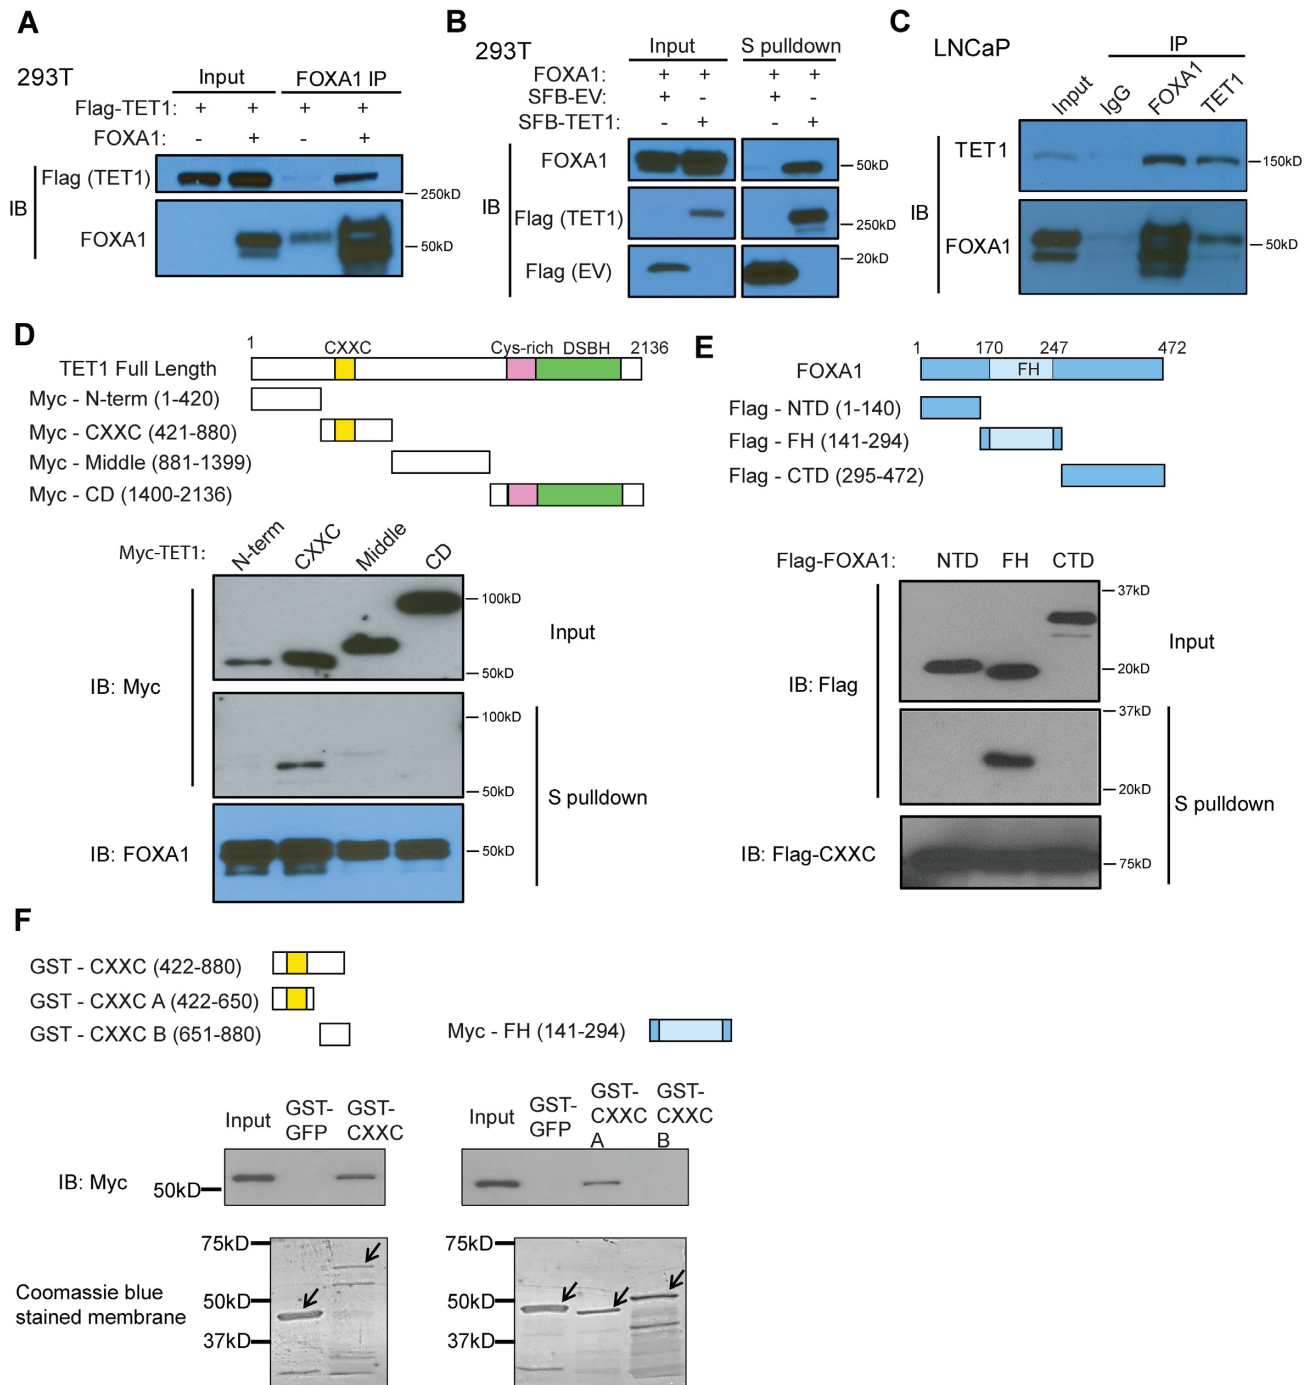 A
293T
Input
FOXA1 IP
Flag-TET1: + + + +
FOXA1: - + - +
IB
Flag (TET1)
250kD
FOXA1
50kD
B
293T
Input
S pulldown
FOXA1: + + + +
SFB-EV: + - + -
SFB-TET1: - + - +
IB
FOXA1
50kD
Flag (TET1)
250kD
Flag (EV)
20kD
C
LNCaP
IP
Input
IgG
FOXA1
TET1
IB
TET1
150kD
FOXA1
50kD
D
1
CXXC
Cys-rich
DSBH
2136
TET1 Full Length
Myc - N-term (1-420)
Myc - CXXC (421-880)
Myc - Middle (881-1399)
Myc - CD (1400-2136)
Myc-TET1:
N-term
CXXC
Middle
CD
IB: Myc
100kD
Input
50kD
100kD
50kD
S pulldown
IB: FOXA1
50kD
E
1 170 247 472
FOXA1
FH
Flag - NTD (1-140)
Flag - FH (141-294)
Flag - CTD (295-472)
Flag-FOXA1: NTD FH CTD
IB: Flag
37kD
Input
20kD
37kD
20kD
S pulldown
IB: Flag-CXXC
75kD
F
GST - CXXC (422-880)
GST - CXXC A (422-650)
GST - CXXC B (651-880)
Myc - FH (141-294)
Input
GST-
GFP
GST-
CXXC
Input
GST-
GFP
GST-
CXXC
A
GST-
CXXC
B
IB: Myc
50kD
75kD
50kD
37kD
75kD
50kD
37kD
Coomassie blue
stained membrane